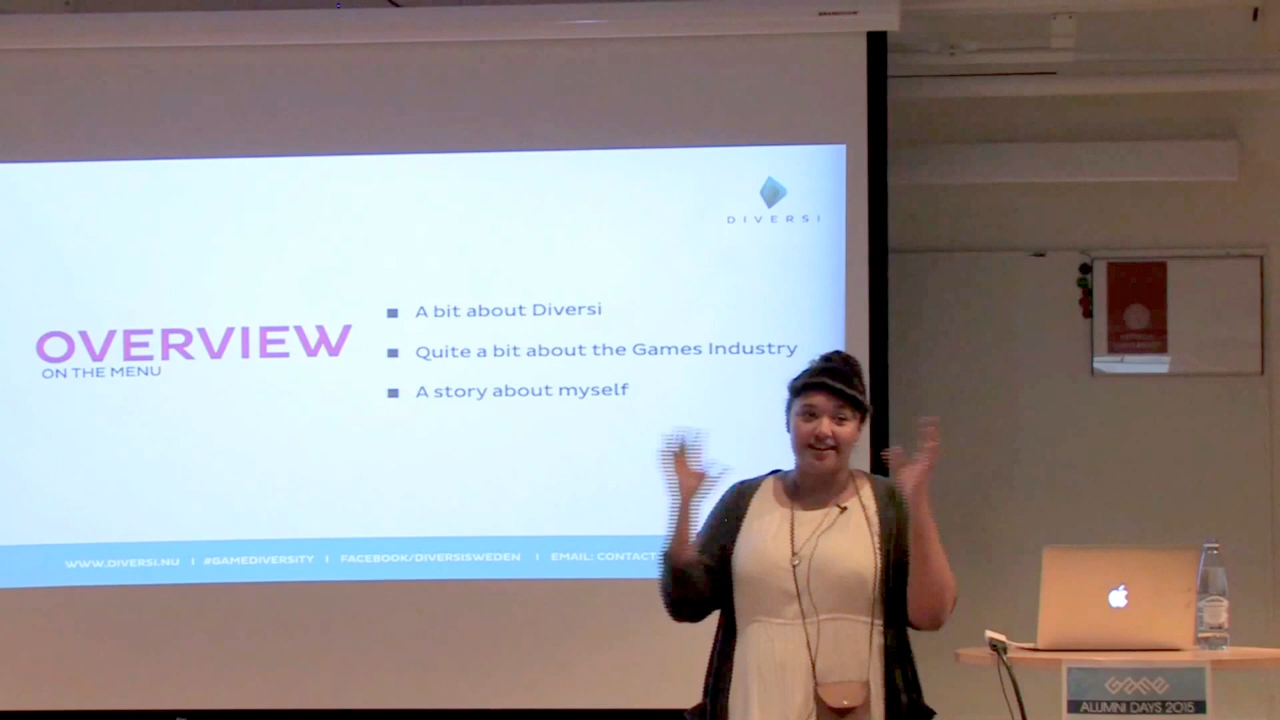 DIVERSI
OVERVIEW
ON THE MENU
A bit about Diversi
Quite a bit about the Games Industry
A story about myself
WWW.DIVERSI.NU I #GAMEDIVERSITY I FACEBOOK/DIVERSISWEDEN I EMAIL: CONTACT
GAME
ALUMNI DAYS 2015